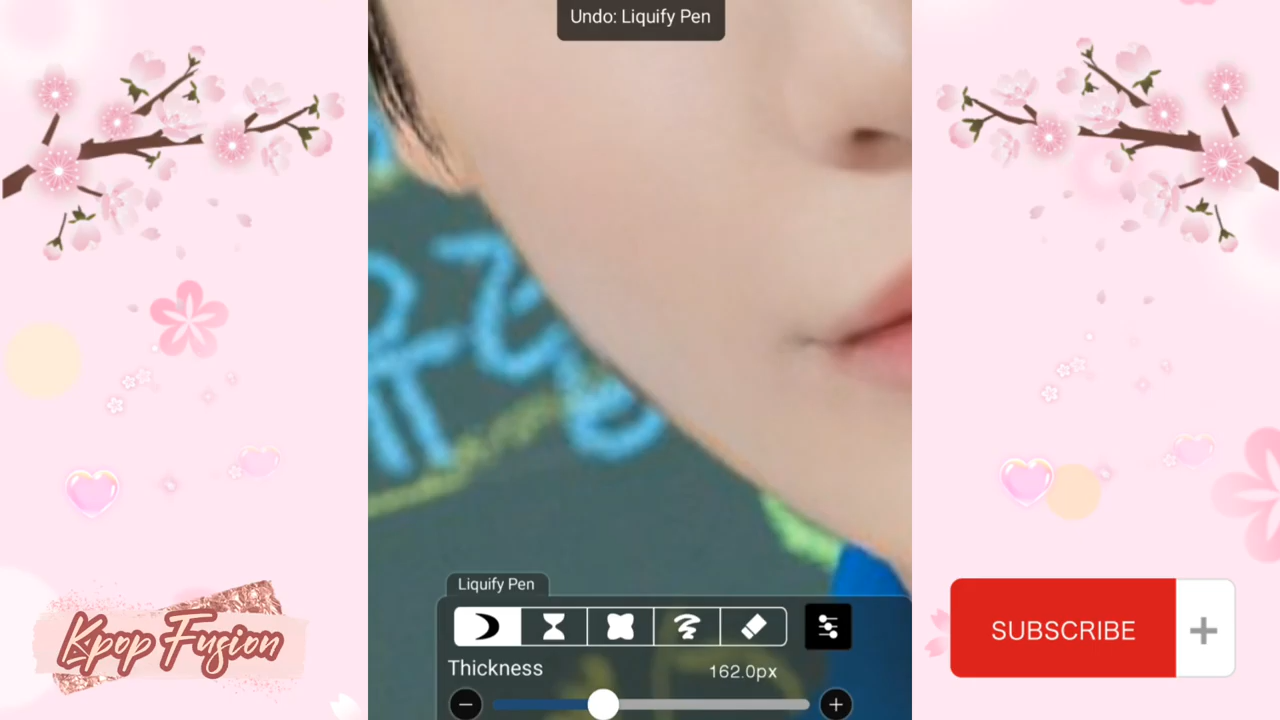 Undo: Liquify Pen
Liquify Pen
Thickness
162.0px
Kpop Fusion
SUBSCRIBE